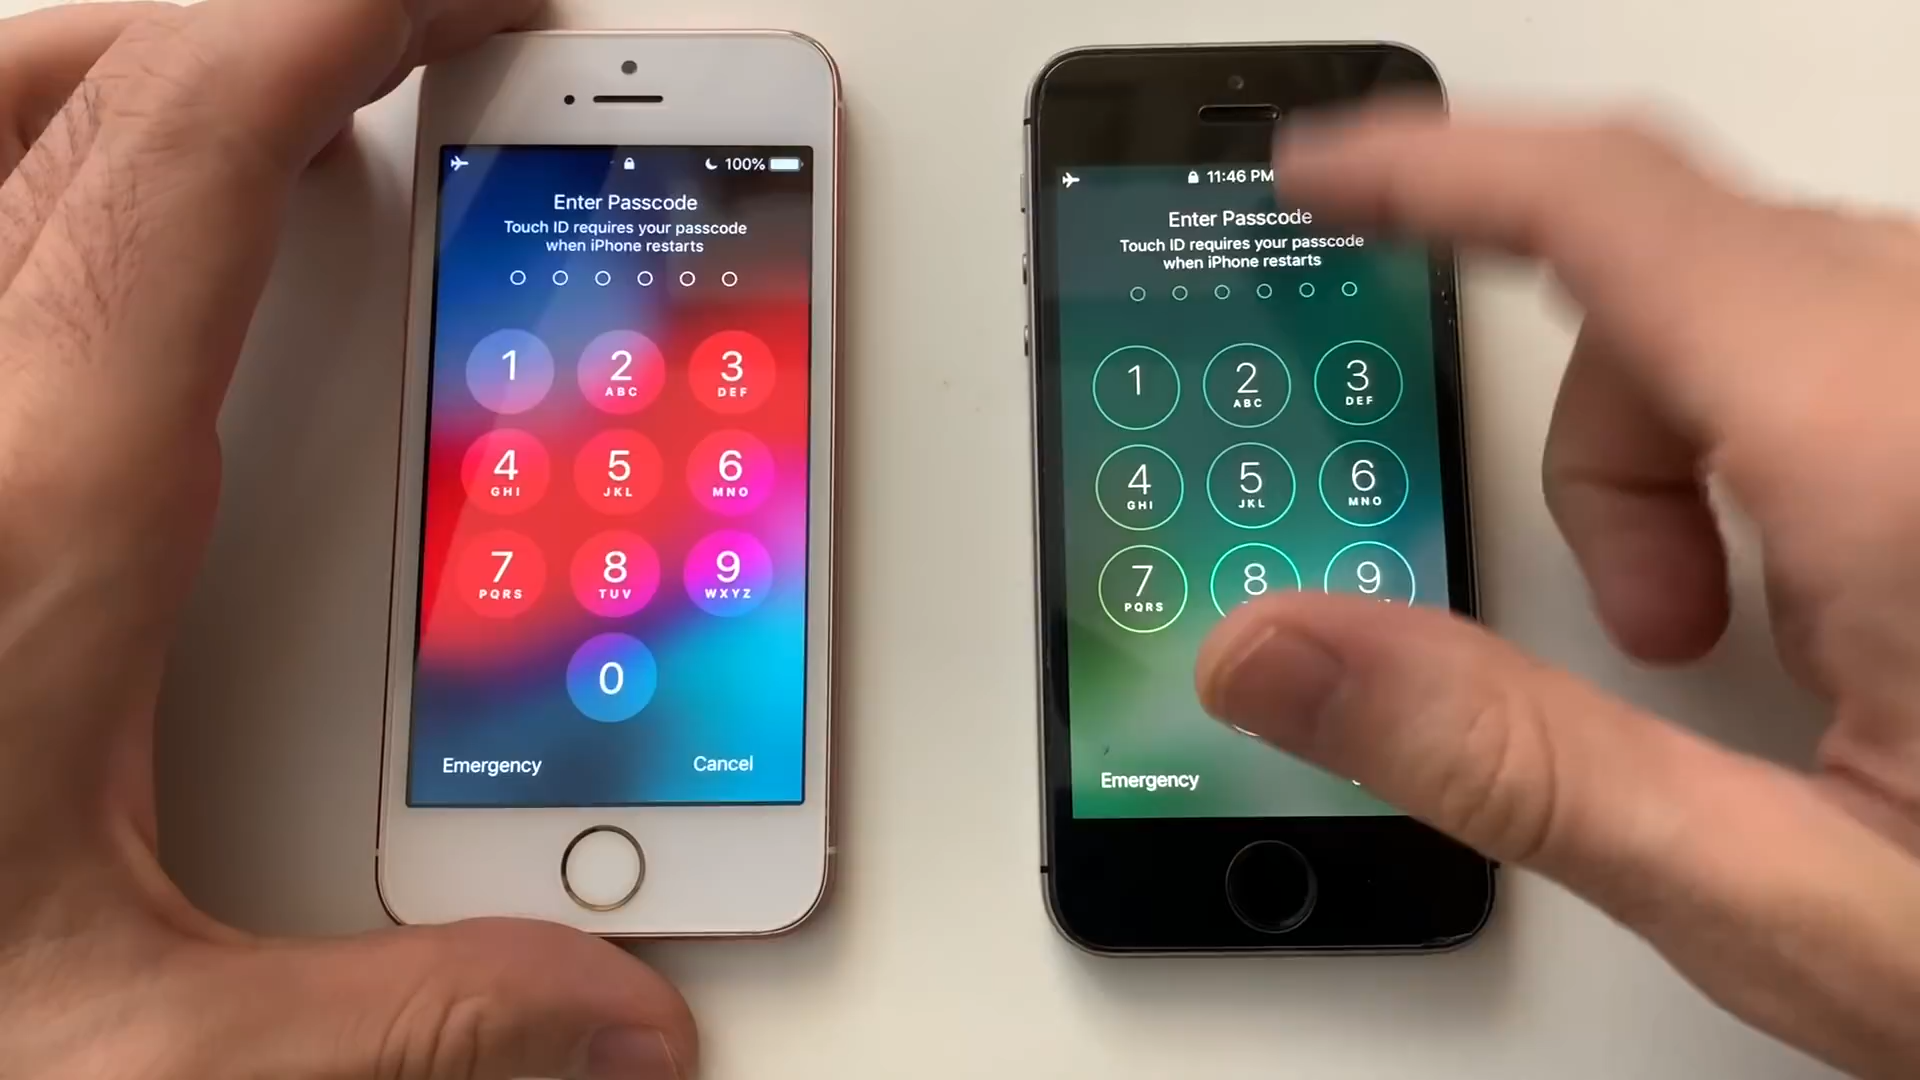 100%
Enter Passcode
Touch ID requires your passcode
when iPhone restarts
1
2
ABC
3
DEF
4
GHI
5
JKL
6
MNO
7
PQRS
8
TUV
9
WXYZ
0
Emergency
Cancel
11:46 PM
Enter Passcode
Touch ID requires your passcode
when iPhone restarts
1
2
ABC
3
DEF
4
GHI
5
JKL
6
MNO
7
PQRS
8
9
Emergency